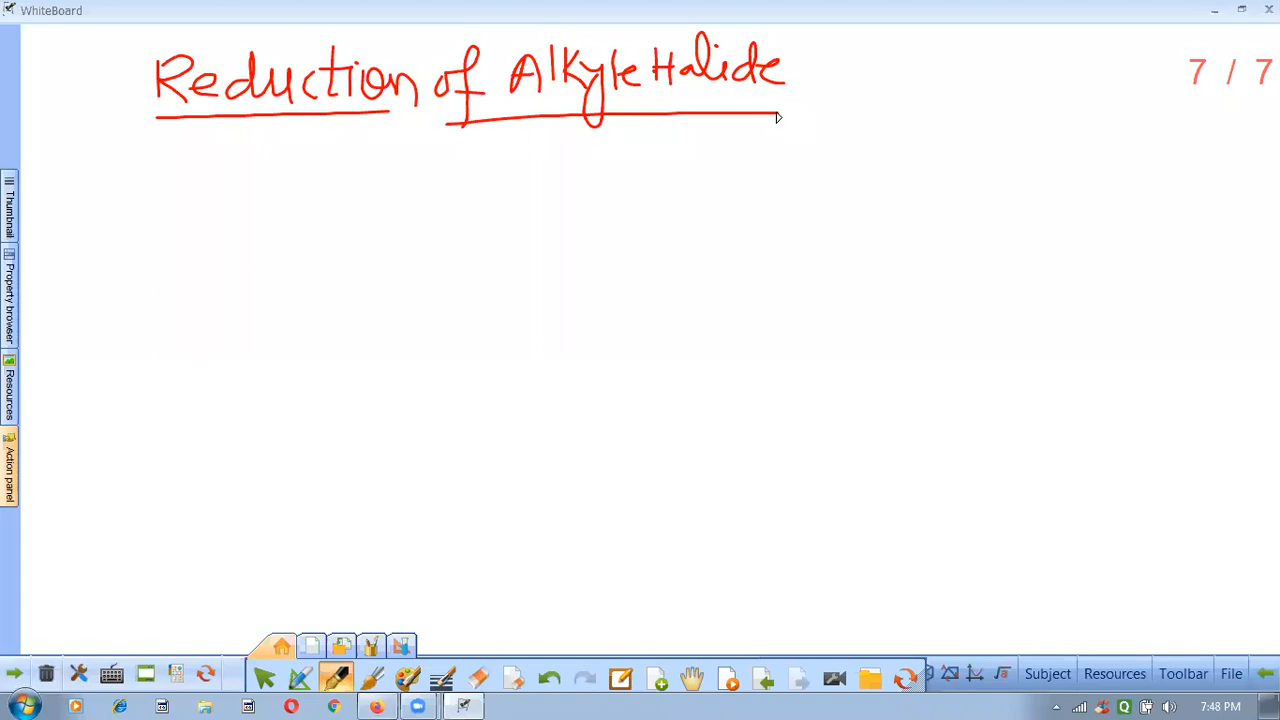 WhiteBoard
Reduction of Alkyle Halide
7 / 7
Thumbnail
Property browser
Resources
Action panel
Subject
Resources
Toolbar
File
7:48 PM